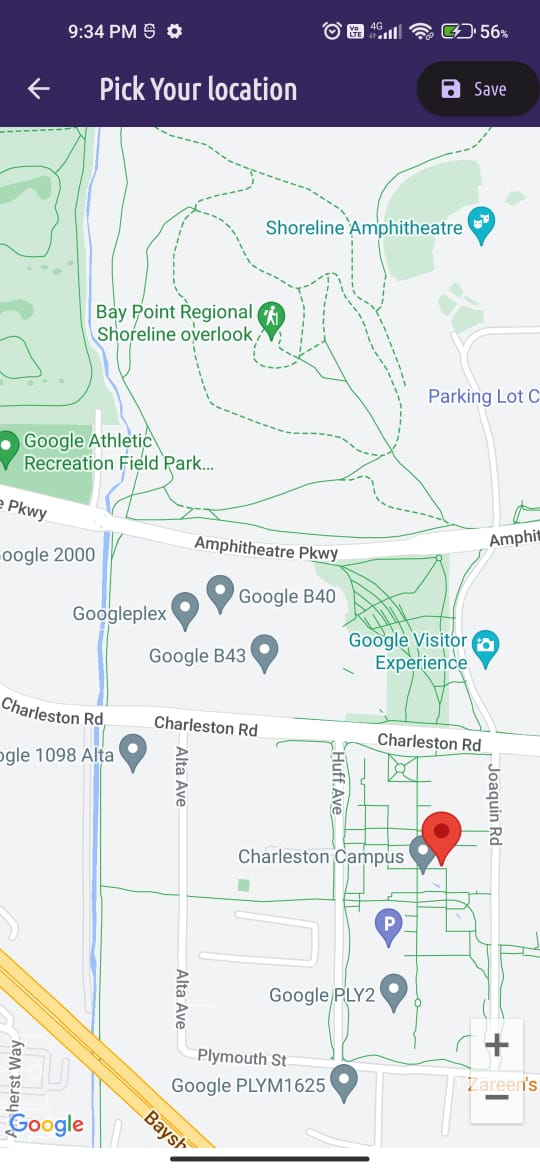 9:34 PM
4G
Vo LTE
56%
Pick Your location
Save
Shoreline Amphitheatre
Bay Point Regional
Shoreline overlook
Parking Lot C
Google Athletic
Recreation Field Park...
e Pkwy
Amphitheatre Pkwy
Amphit
oogle 2000
Google B40
Googleplex
Google Visitor
Experience
Google B43
Charleston Rd
Charleston Rd
Charleston Rd
ogle 1098 Alta
Alta Ave
Huff Ave
Joaquin Rd
Charleston Campus
P
Alta Ave
Google PLY2
Plymouth St
Google PLYM1625
Zareen's
Amherst Way
Google
Baysh